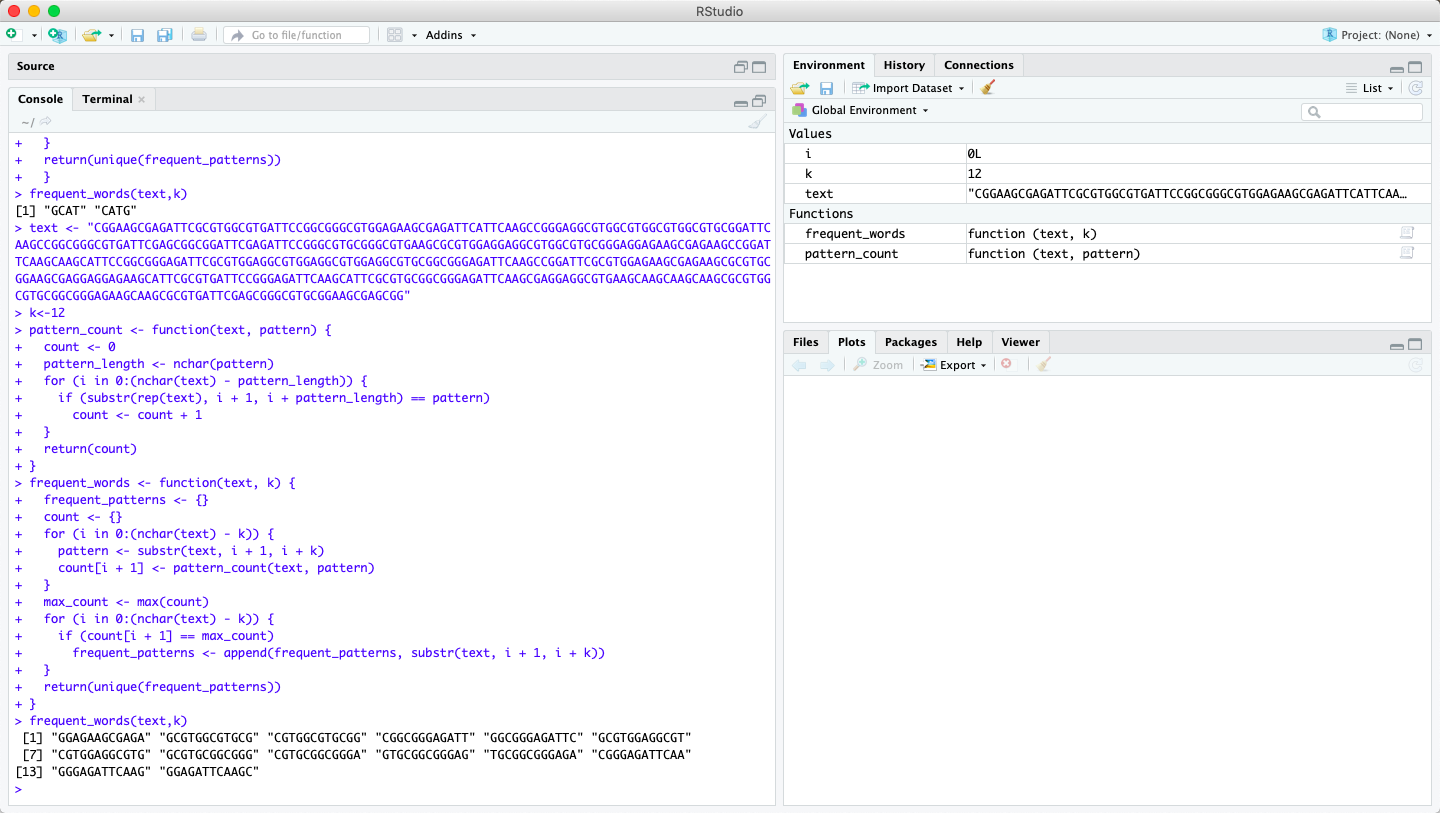 RStudio
Go to file/function
Addins
Project: (None)
Source
Console
Terminal
~/
+   }
+   return(unique(frequent_patterns))
+   }
> frequent_words(text,k)
[1] "GCAT" "CATG"
> text <- "CGGAAGCGAGATTCGCGTGGCGTGATTCCGGCGGGCGTGGAGAAGCGAGATTCATTCAAGCCGGGAGGCGTGGCGTGGCGTGGCGTGCGGATTC
AAGCCGGCGGGCGTGATTCGAGCGGCGGATTCGAGATTCCGGGCGTGCGGGCGTGAAGCGCGTGGAGGAGGCGTGGCGTGCGGGAGGAGAAGCGAGAAGCCGGAT
TCAAGCAAGCATTCCGGCGGGAGATTCGCGTGGAGGCGTGGAGGCGTGGAGGCGTGCGGCGGGAGATTCAAGCCGGATTCGCGTGGAGAAGCGAGAAGCGCGTGC
GGAAGCGAGGAGGAGAAGCATTCGCGTGATTCCGGGAGATTCAAGCATTCGCGTGCGGCGGGAGATTCAAGCGAGGAGGCGTGAAGCAAGCAAGCAAGCGCGTGG
CGTGCGGCGGGAGAAGCAAGCGCGTGATTCGAGCGGGCGTGCGGAAGCGAGCGG"
> k<-12
> pattern_count <- function(text, pattern) {
+   count <- 0
+   pattern_length <- nchar(pattern)
+   for (i in 0:(nchar(text) - pattern_length)) {
+     if (substr(rep(text), i + 1, i + pattern_length) == pattern)
+       count <- count + 1
+   }
+   return(count)
+ }
> frequent_words <- function(text, k) {
+   frequent_patterns <- {}
+   count <- {}
+   for (i in 0:(nchar(text) - k)) {
+     pattern <- substr(text, i + 1, i + k)
+     count[i + 1] <- pattern_count(text, pattern)
+   }
+   max_count <- max(count)
+   for (i in 0:(nchar(text) - k)) {
+     if (count[i + 1] == max_count)
+       frequent_patterns <- append(frequent_patterns, substr(text, i + 1, i + k))
+   }
+   return(unique(frequent_patterns))
+ }
> frequent_words(text,k)
 [1] "GGAGAAGCGAGA" "GCGTGGCGTGCG" "CGTGGCGTGCGG" "CGGCGGGAGATT" "GGCGGGAGATTC" "GCGTGGAGGCGT"
 [7] "CGTGGAGGCGTG" "GCGTGCGGCGGG" "CGTGCGGCGGGA" "GTGCGGCGGGAG" "TGCGGCGGGAGA" "CGGGAGATTCAA"
[13] "GGGAGATTCAAG" "GGAGATTCAAGC"
>
Environment
History
Connections
Import Dataset
List
Global Environment
Values
i 0L
k 12
text "CGGAAGCGAGATTCGCGTGGCGTGATTCCGGCGGGCGTGGAGAAGCGAGATTCATTCAA…
Functions
frequent_words function (text, k)
pattern_count function (text, pattern)
Files
Plots
Packages
Help
Viewer
Zoom
Export